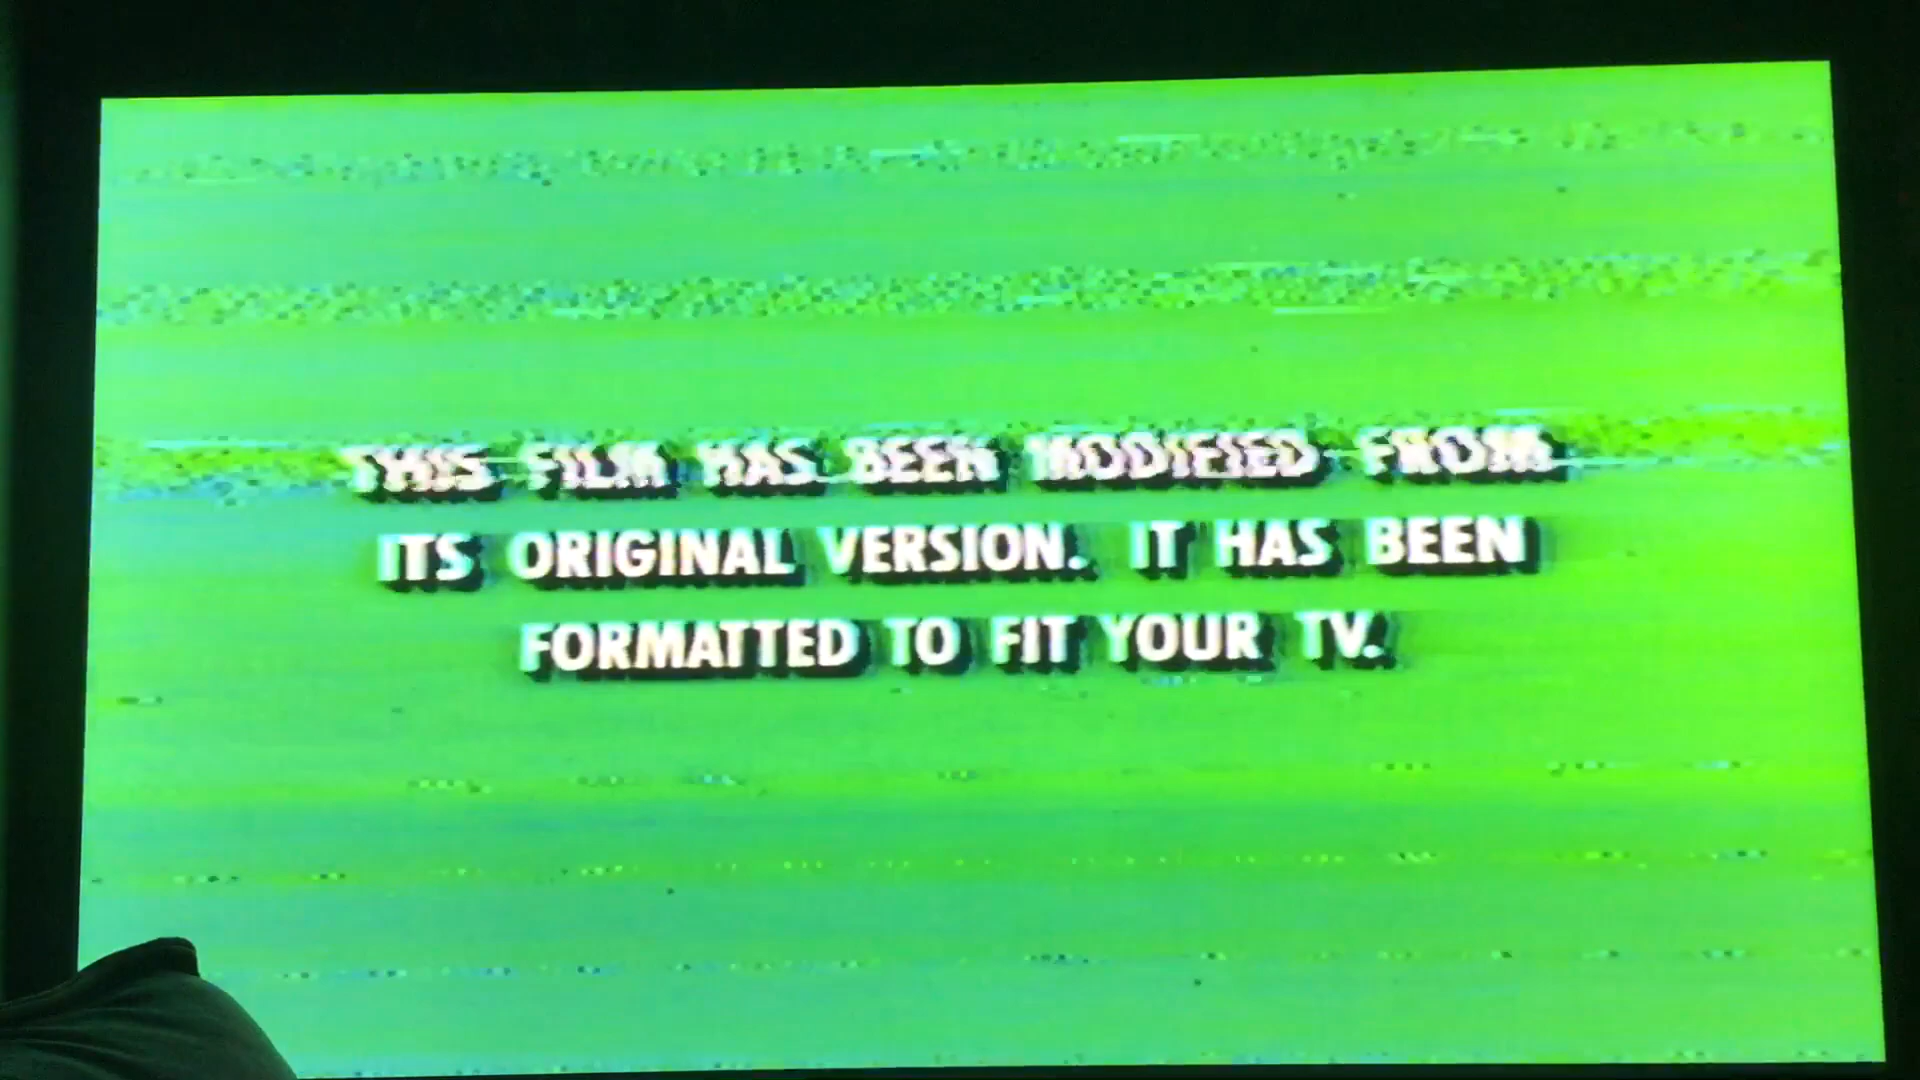 THIS FILM HAS BEEN MODIFIED FROM
ITS ORIGINAL VERSION. IT HAS BEEN
FORMATTED TO FIT YOUR TV.